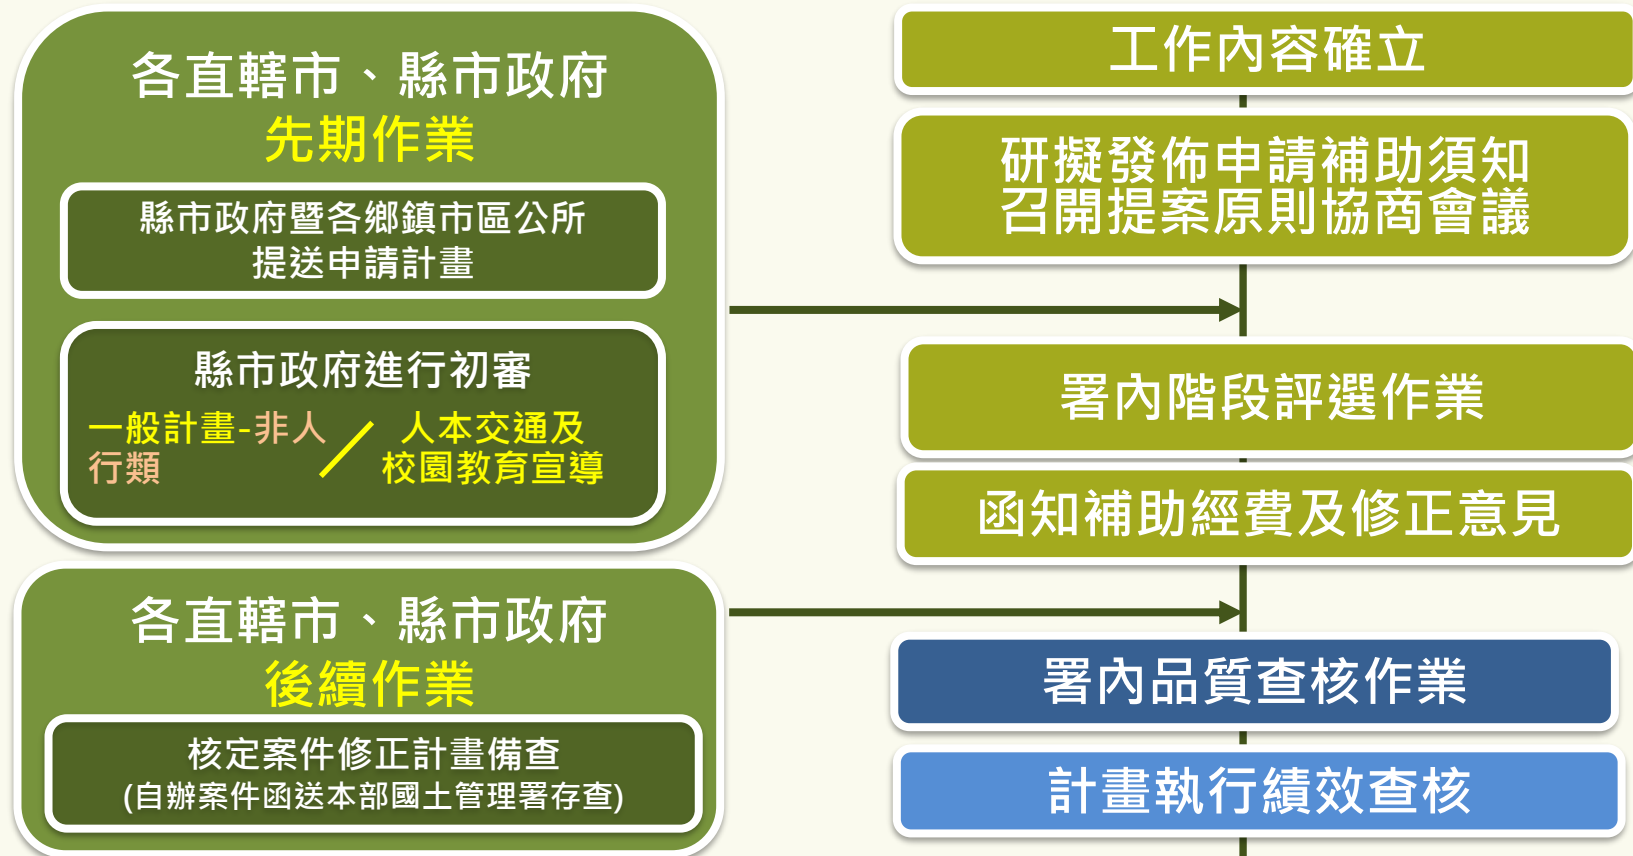 各直轄市、縣市政府
先期作業
縣市政府暨各鄉鎮市區公所
提送申請計畫
縣市政府進行初審
一般計畫-非人
行類
人本交通及
校園教育宣導
各直轄市、縣市政府
後續作業
核定案件修正計畫備查
(自辦案件函送本部國土管理署存查)
工作內容確立
研擬發佈申請補助須知
召開提案原則協商會議
署內階段評選作業
函知補助經費及修正意見
署內品質查核作業
計畫執行績效查核